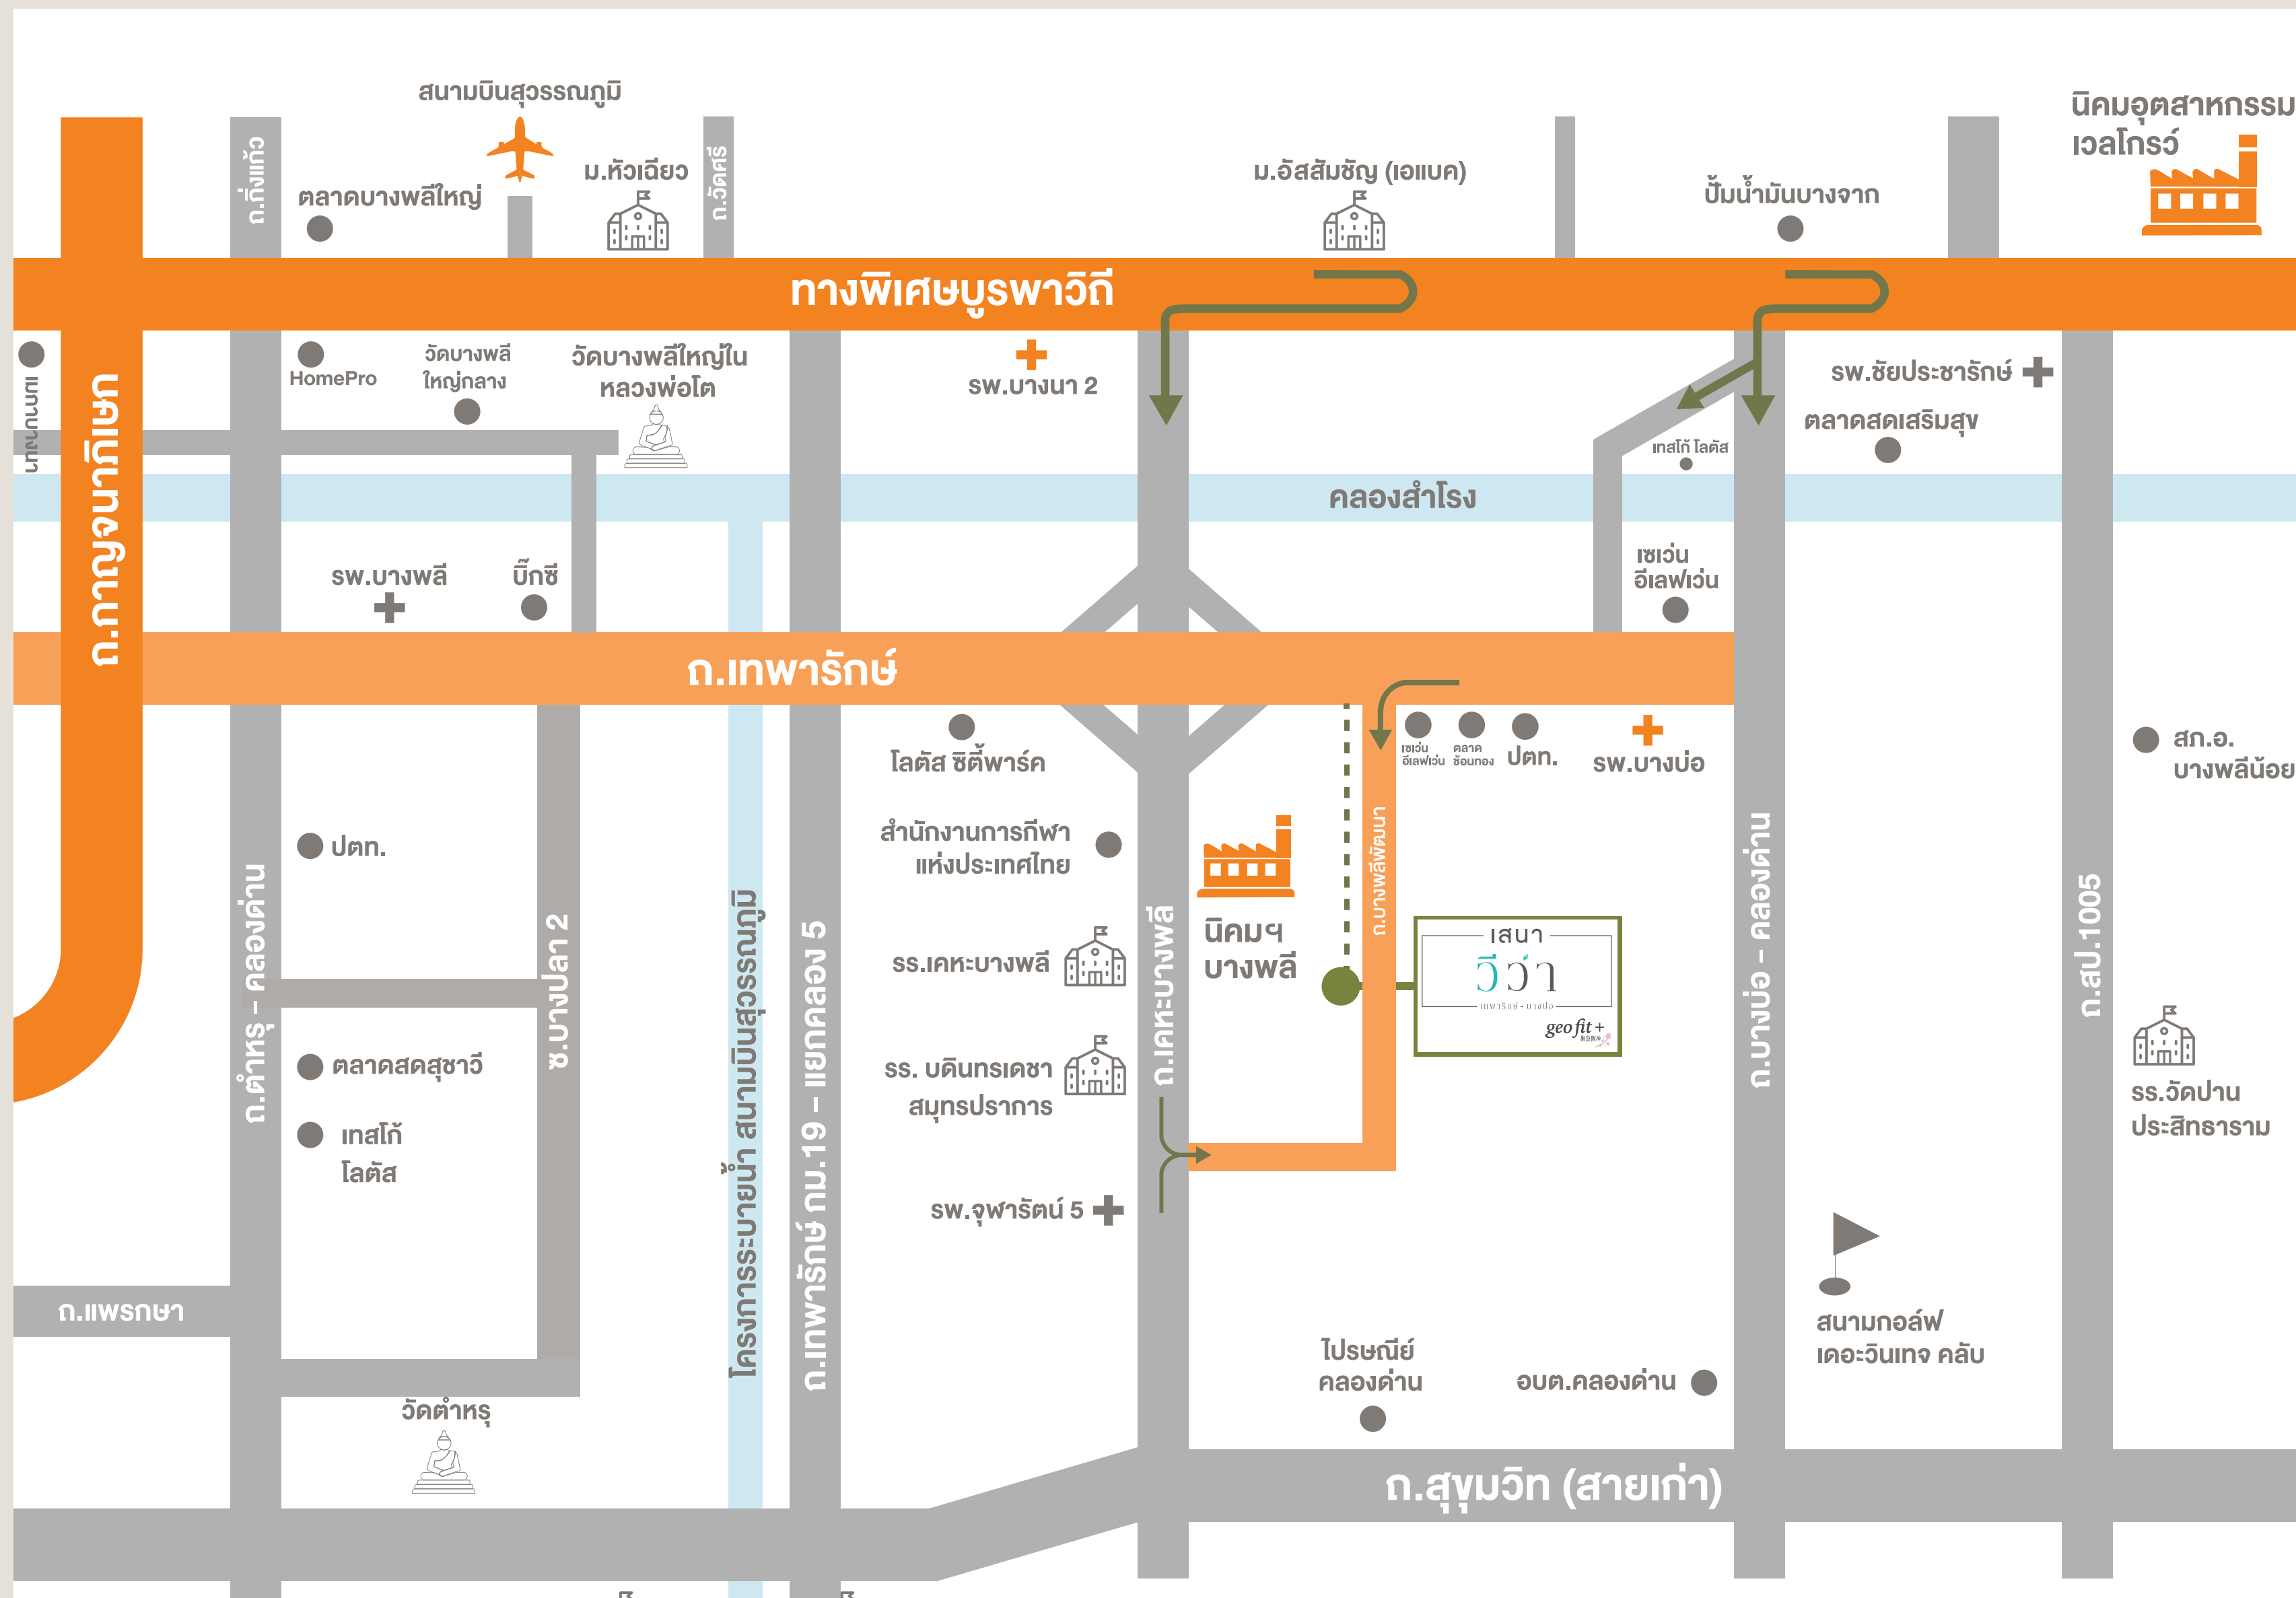 สนามบินสุวรรณภูมิ
นิคมอุตสาหกรรม
เวลโกรว์
ถ.กิ่งแก้ว
ตลาดบางพลีใหญ่
ม.หัวเฉียว
ถ.วัดศรี
ม.อัสสัมชัญ (เอแบค)
ปั๊มน้ำมันบางจาก
ทางพิเศษบูรพาวิถี
ถ.กาญจนาภิเษก
เมกาบางนา
HomePro
วัดบางพลี
ใหญ่กลาง
วัดบางพลีใหญ่ใน
หลวงพ่อโต
รพ.บางนา 2
รพ.ชัยประชารักษ์
ตลาดสดเสริมสุข
เทสโก้ โลตัส
คลองสำโรง
รพ.บางพลี
บิ๊กซี
เซเว่น
อีเลฟเว่น
ถ.เทพารักษ์
โลตัส ซิตี้พาร์ค
เซเว่น
อีเลฟเว่น
ตลาด
ช้อนทอง
ปตท.
รพ.บางบ่อ
สภ.อ.
บางพลีน้อย
ปตท.
สำนักงานการกีฬา
แห่งประเทศไทย
ถ.บางพลีพัฒนา
นิคมฯ
บางพลี
รร.เคหะบางพลี
เสนา
วีว่า
เทพารักษ์ - บางบ่อ
geo fit +
ถ.ตำหรุ - คลองด่าน
ซ.บางปลา 2
โครงการระบายน้ำ สนามบินสุวรรณภูมิ
ถ.เทพารักษ์ กม.19 - แยกคลอง 5
ถ.เคหะบางพลี
ถ.บางบ่อ - คลองด่าน
ถ.สป.1005
ตลาดสดสุชาวี
เทสโก้
โลตัส
รร. บดินทรเดชา
สมุทรปราการ
รร.วัดปาน
ประสิทธาราม
รพ.จุฬารัตน์ 5
ถ.แพรกษา
สนามกอล์ฟ
เดอะวินเทจ คลับ
ไปรษณีย์
คลองด่าน
อบต.คลองด่าน
วัดตำหรุ
ถ.สุขุมวิท (สายเก่า)